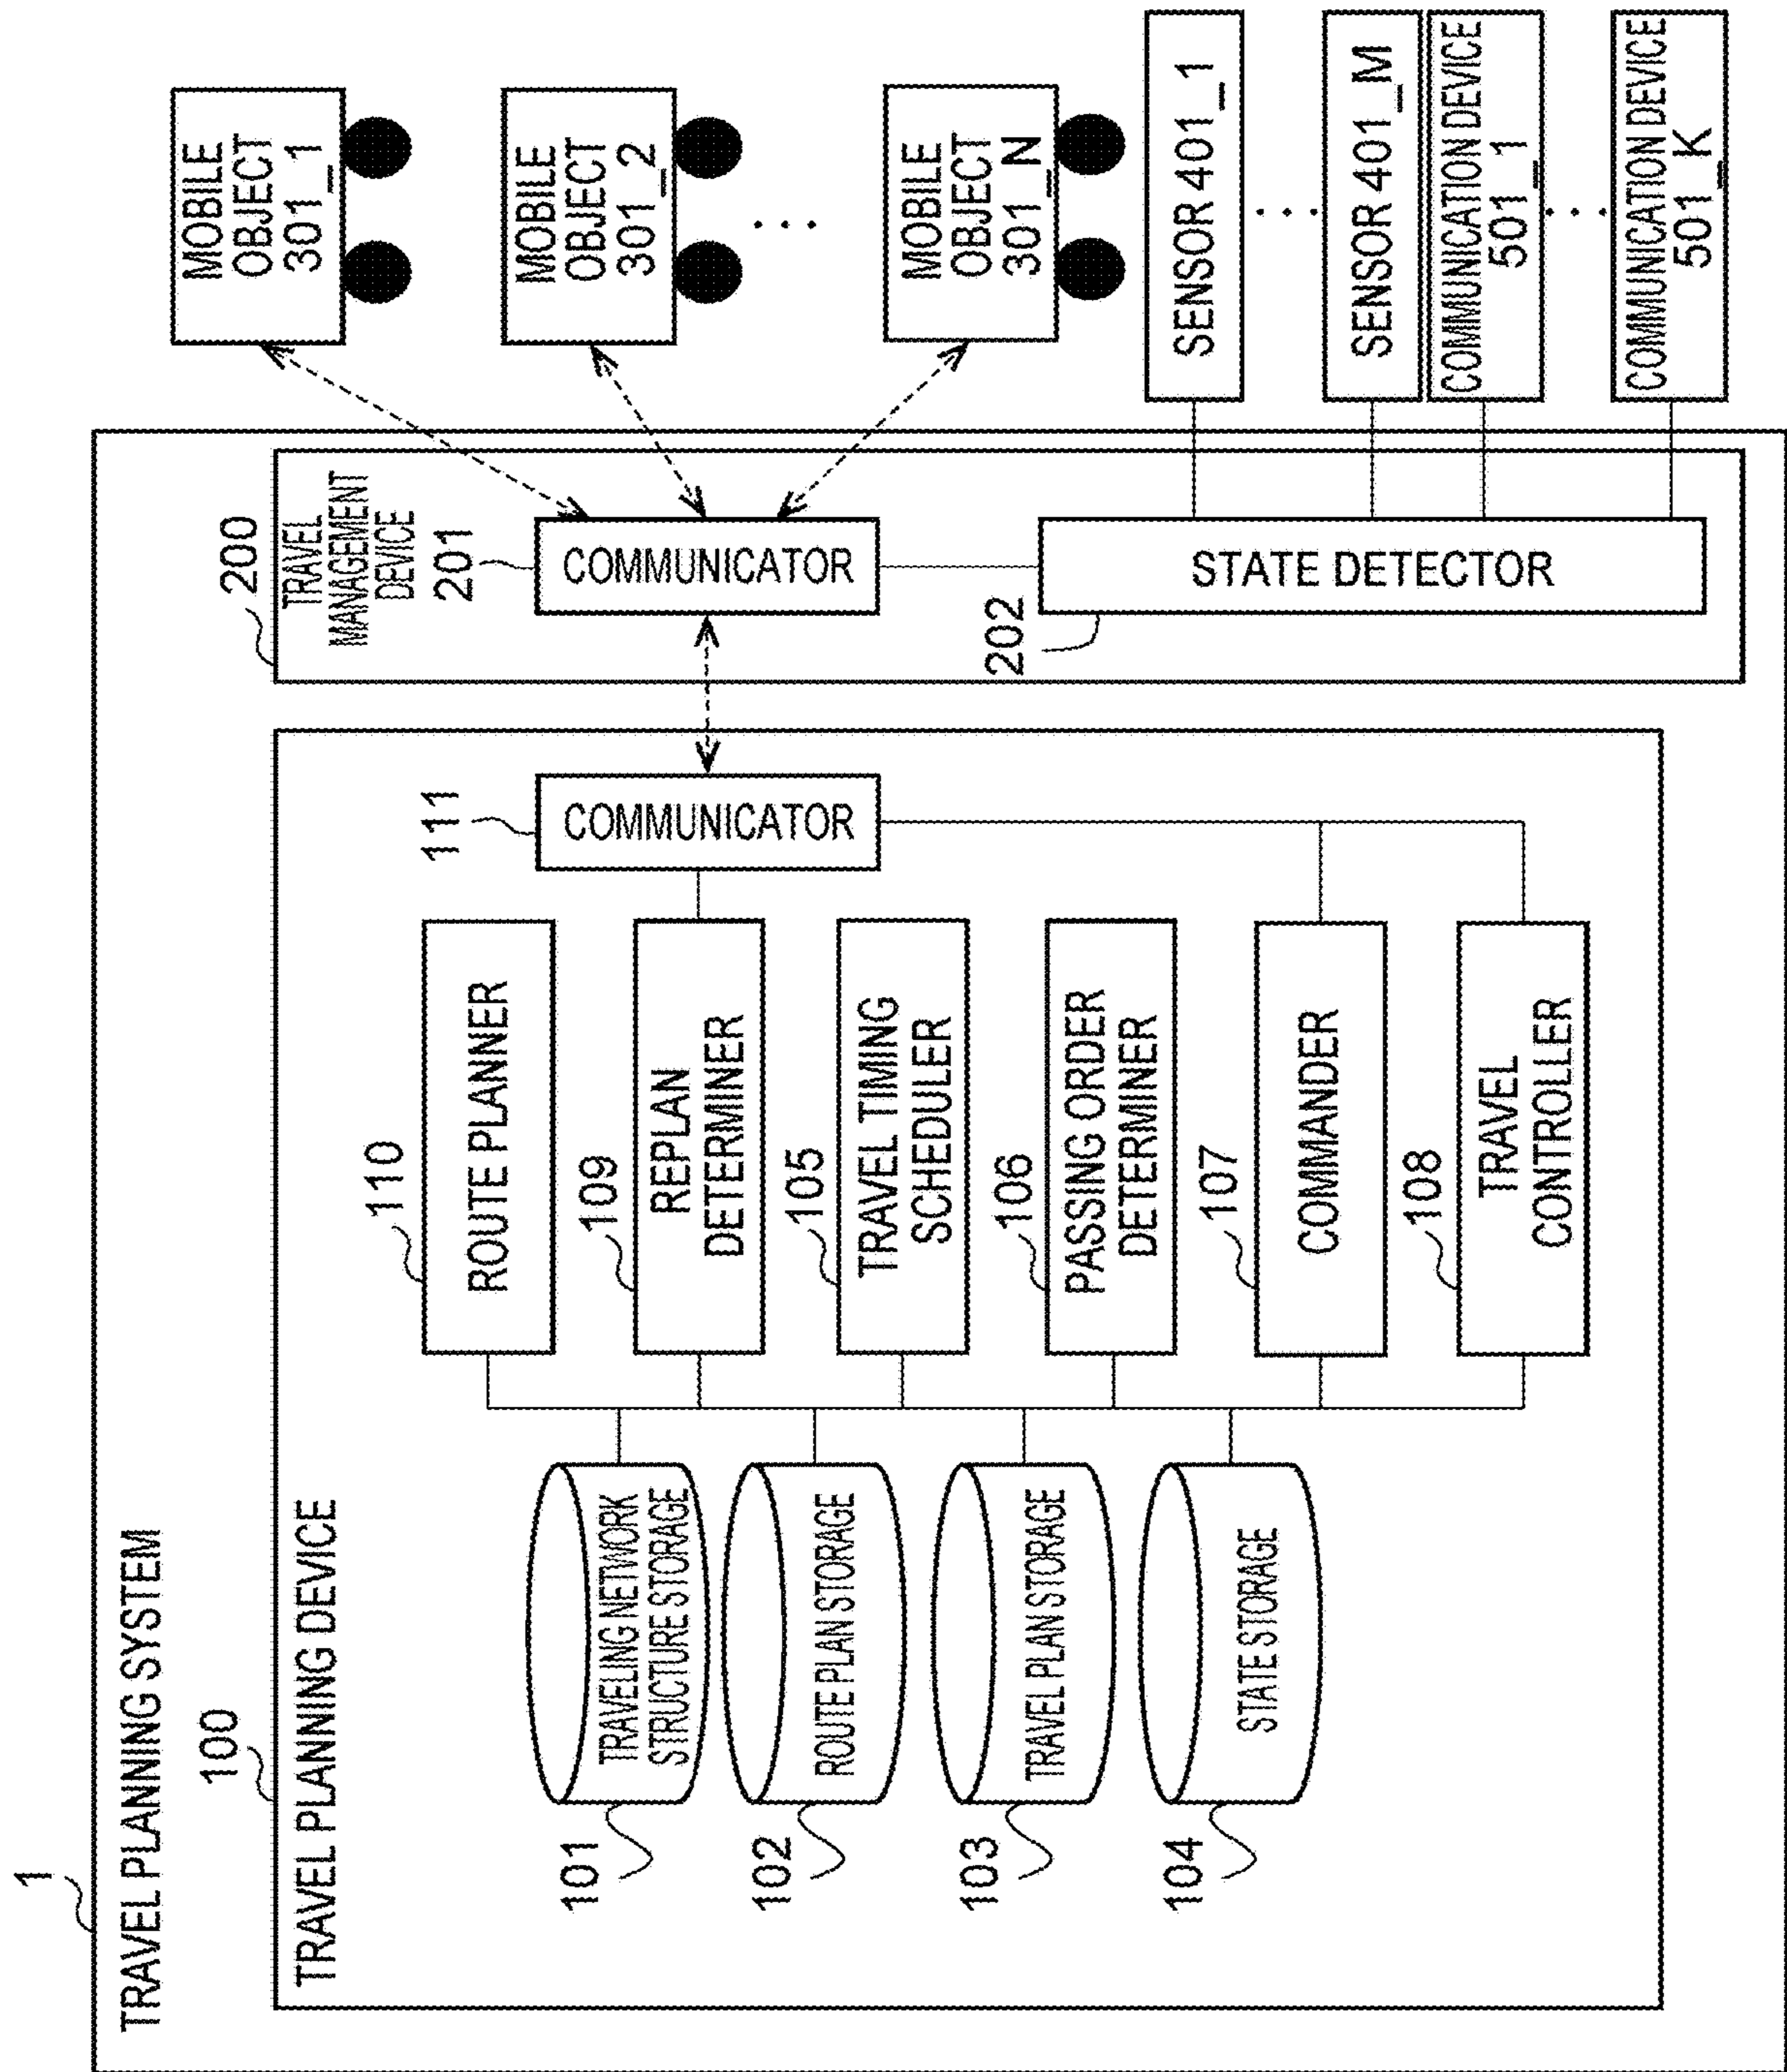 1
TRAVEL PLANNING SYSTEM
100
TRAVEL PLANNING DEVICE
101
TRAVELING NETWORK
STRUCTURE STORAGE
102
ROUTE PLAN STORAGE
103
TRAVEL PLAN STORAGE
104
STATE STORAGE
110
ROUTE PLANNER
109
REPLAN
DETERMINER
105
TRAVEL TIMING
SCHEDULER
106
PASSING ORDER
DETERMINER
107
COMMANDER
108
TRAVEL
CONTROLLER
111
COMMUNICATOR
200
TRAVEL
MANAGEMENT
DEVICE
201
COMMUNICATOR
202
STATE DETECTOR
MOBILE
OBJECT
301_1
MOBILE
OBJECT
301_2
...
MOBILE
OBJECT
301_N
SENSOR 401_1
...
SENSOR 401_M
COMMUNICATION DEVICE
501_1
...
COMMUNICATION DEVICE
501_K